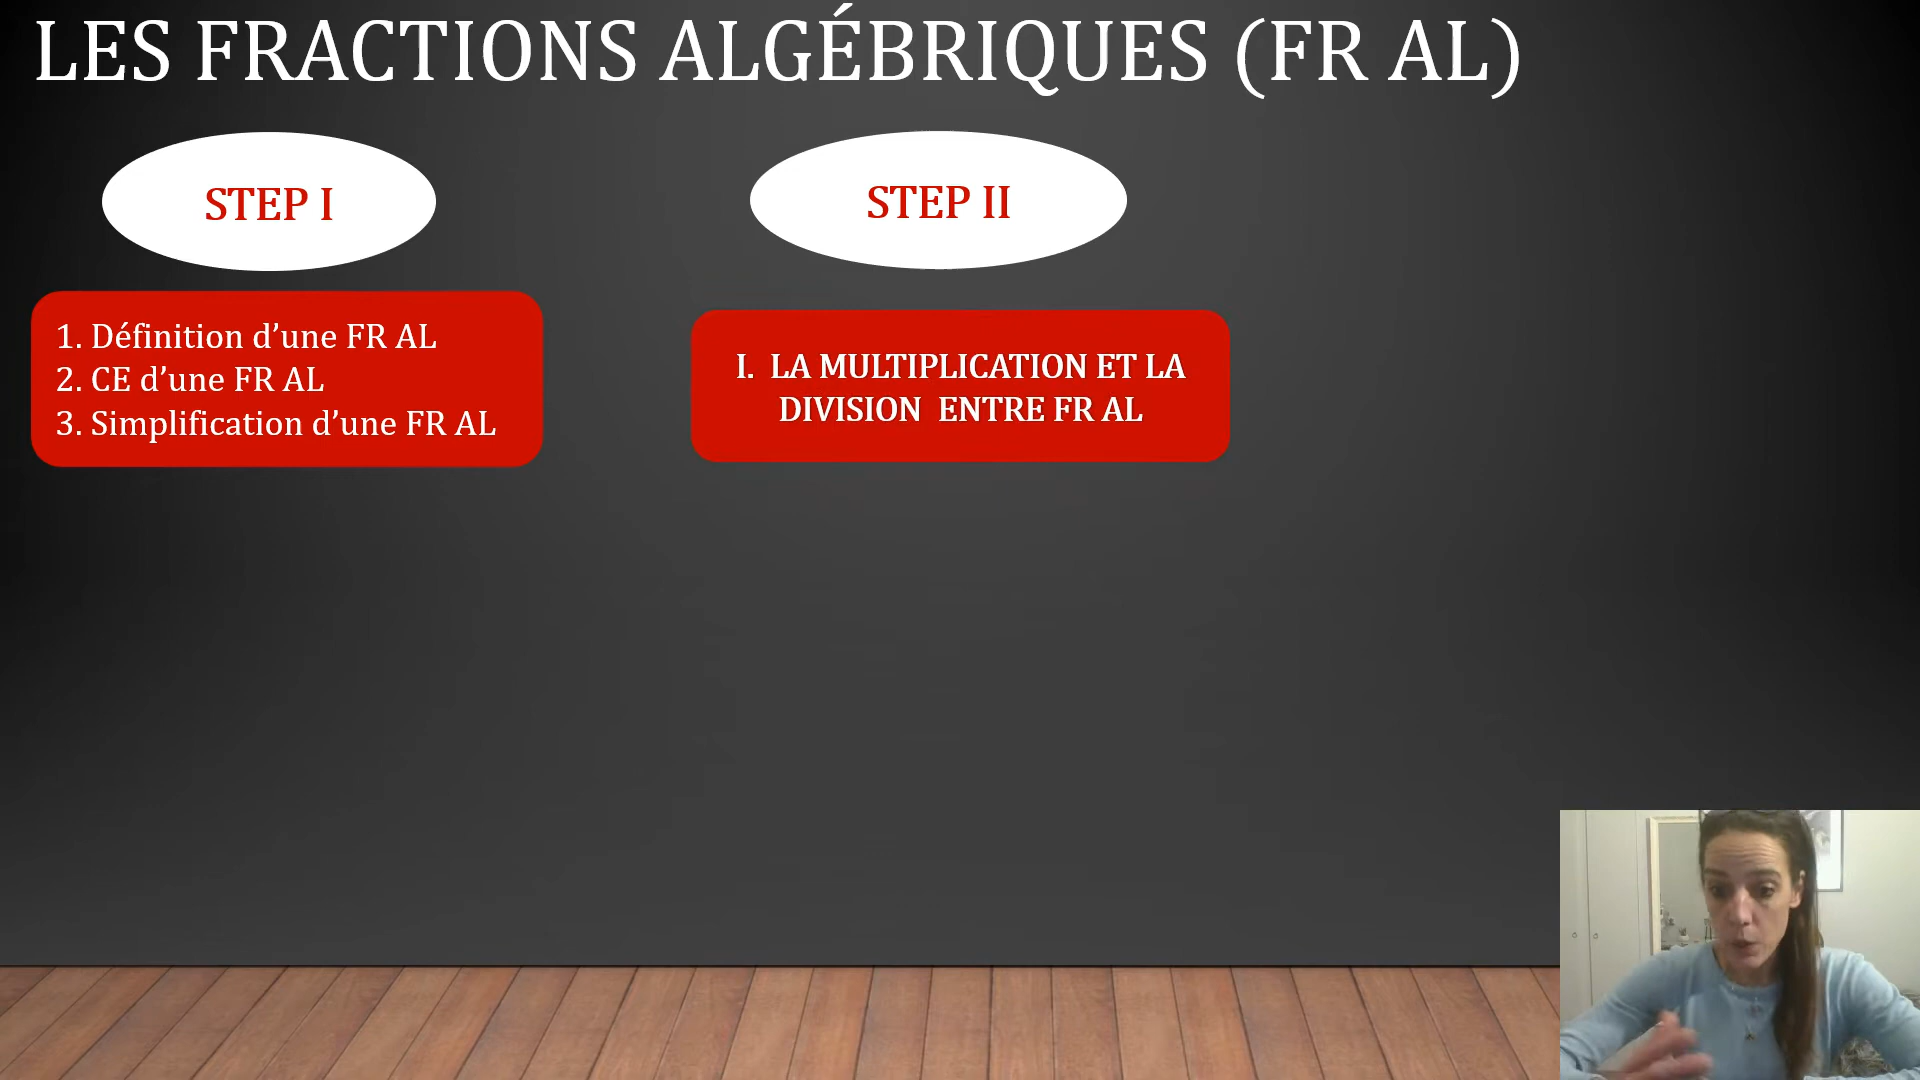 LES FRACTIONS ALGÉBRIQUES (FR AL)
STEP I
1. Définition d’une FR AL
2. CE d’une FR AL
3. Simplification d’une FR AL
STEP II
I. LA MULTIPLICATION ET LA
DIVISION ENTRE FR AL